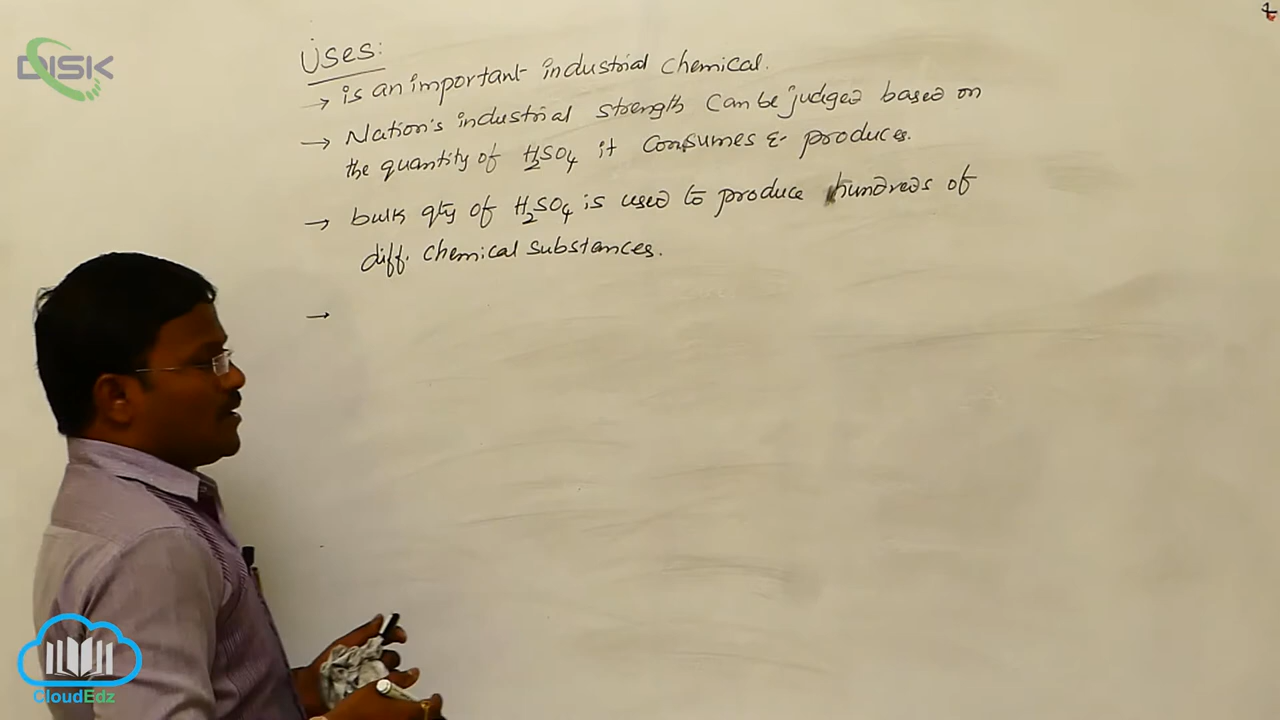 DISK
Uses:
→ is an important industrial chemical.
→ Nation's industrial strength can be judged based on
the quantity of H₂SO₄ it consumes & produces.
→ bulk qty of H₂SO₄ is used to produce hundreds of
diff. chemical substances.
→
CloudEdz